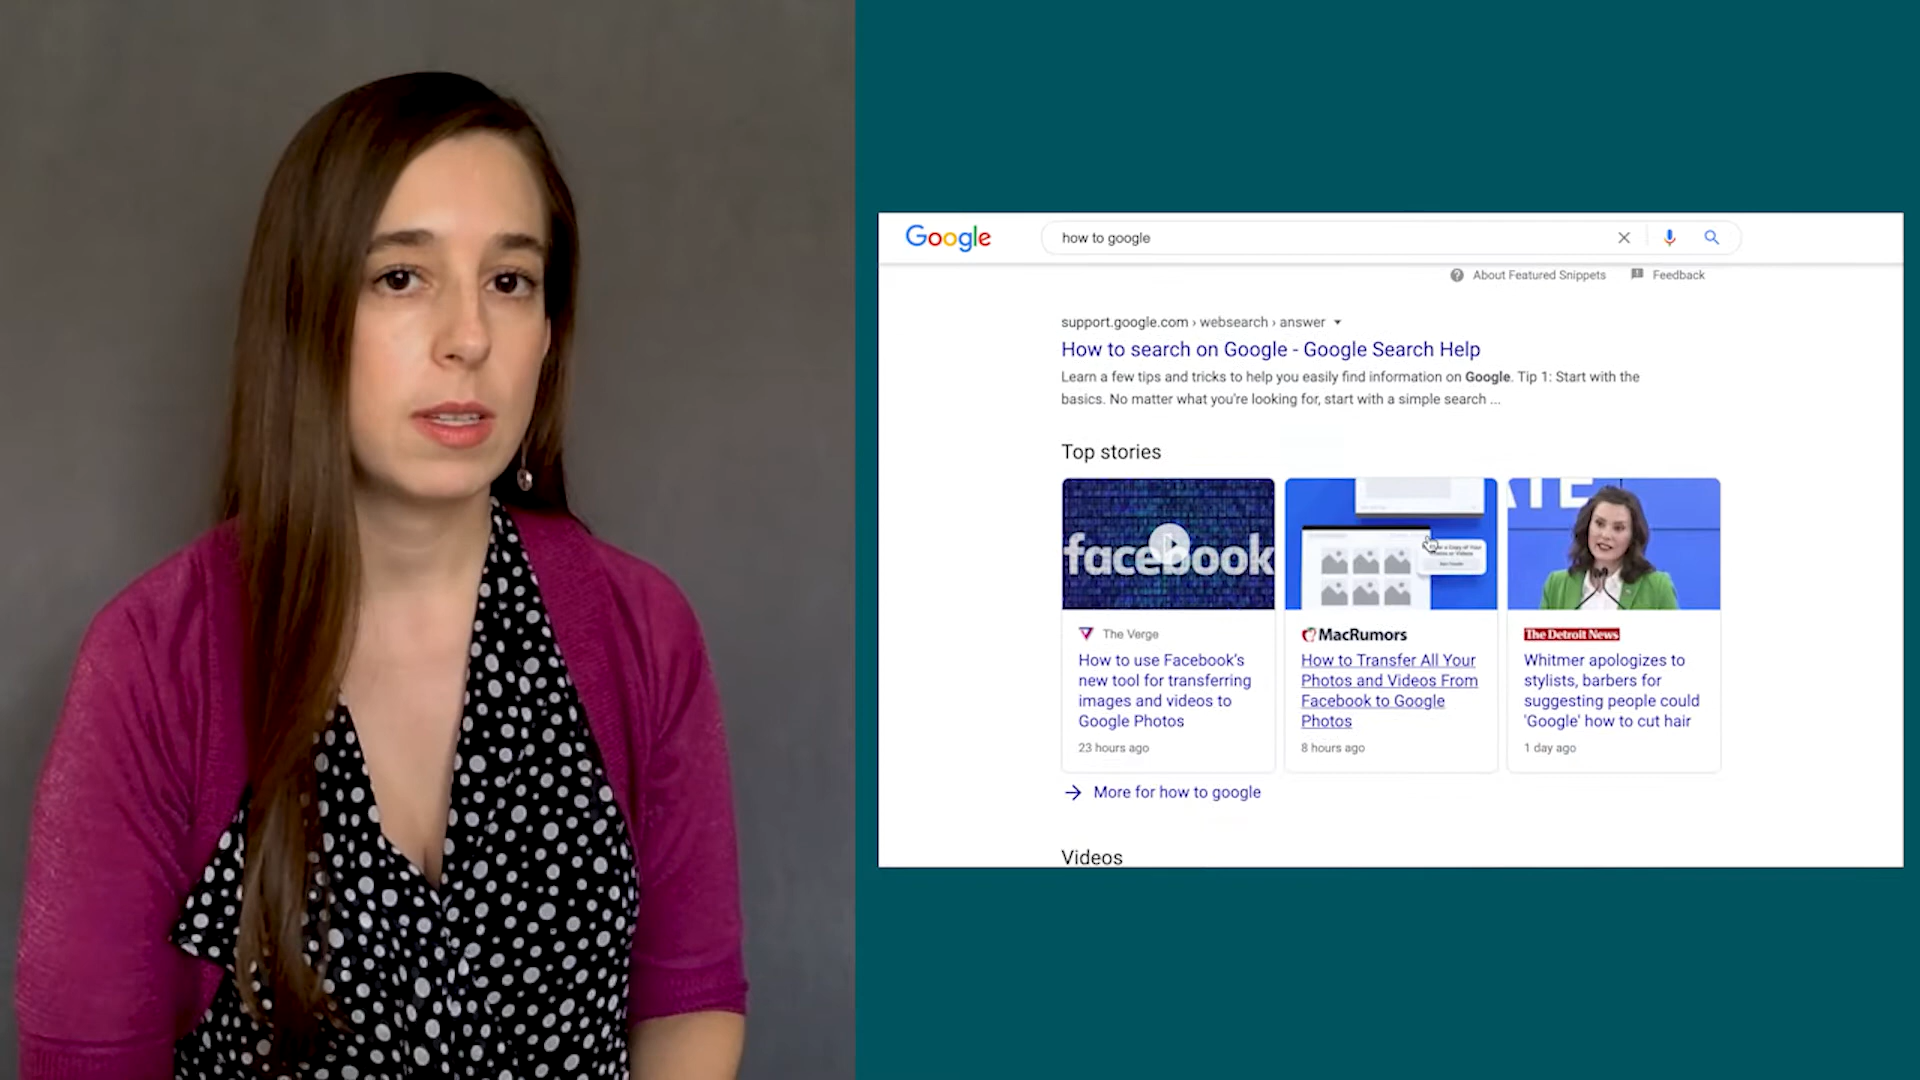 Google
how to google
About Featured Snippets
Feedback
support.google.com › websearch › answer
How to search on Google - Google Search Help
Learn a few tips and tricks to help you easily find information on Google. Tip 1: Start with the
basics. No matter what you're looking for, start with a simple search ...
Top stories
facebook
The Verge
How to use Facebook's
new tool for transferring
images and videos to
Google Photos
23 hours ago
MacRumors
How to Transfer All Your
Photos and Videos From
Facebook to Google
Photos
8 hours ago
ATE
The Detroit News
Whitmer apologizes to
stylists, barbers for
suggesting people could
'Google' how to cut hair
1 day ago
More for how to google
Videos